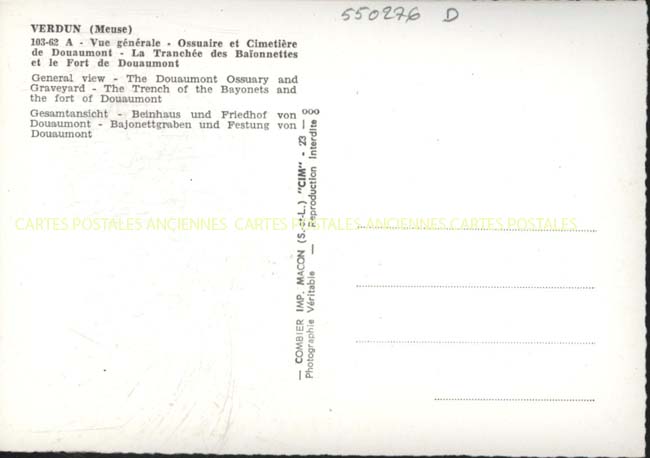 550276 D
VERDUN (Meuse)
103-62 A - Vue générale - Ossuaire et Cimetière
de Douaumont - La Tranchée des Baïonnettes
et le Fort de Douaumont
General view - The Douaumont Ossuary and
Graveyard - The Trench of the Bayonets and
the fort of Douaumont
Gesamtansicht - Beinhaus und Friedhof von
Douaumont - Bajonettgraben und Festung von
Douaumont
— COMBIER IMP. MACON (S.-et-L.) "CIM" - 23 — 000
Photographie Véritable — Reproduction Interdite
CARTES POSTALES ANCIENNES CARTES POSTALES ANCIENNES CARTES POSTALES